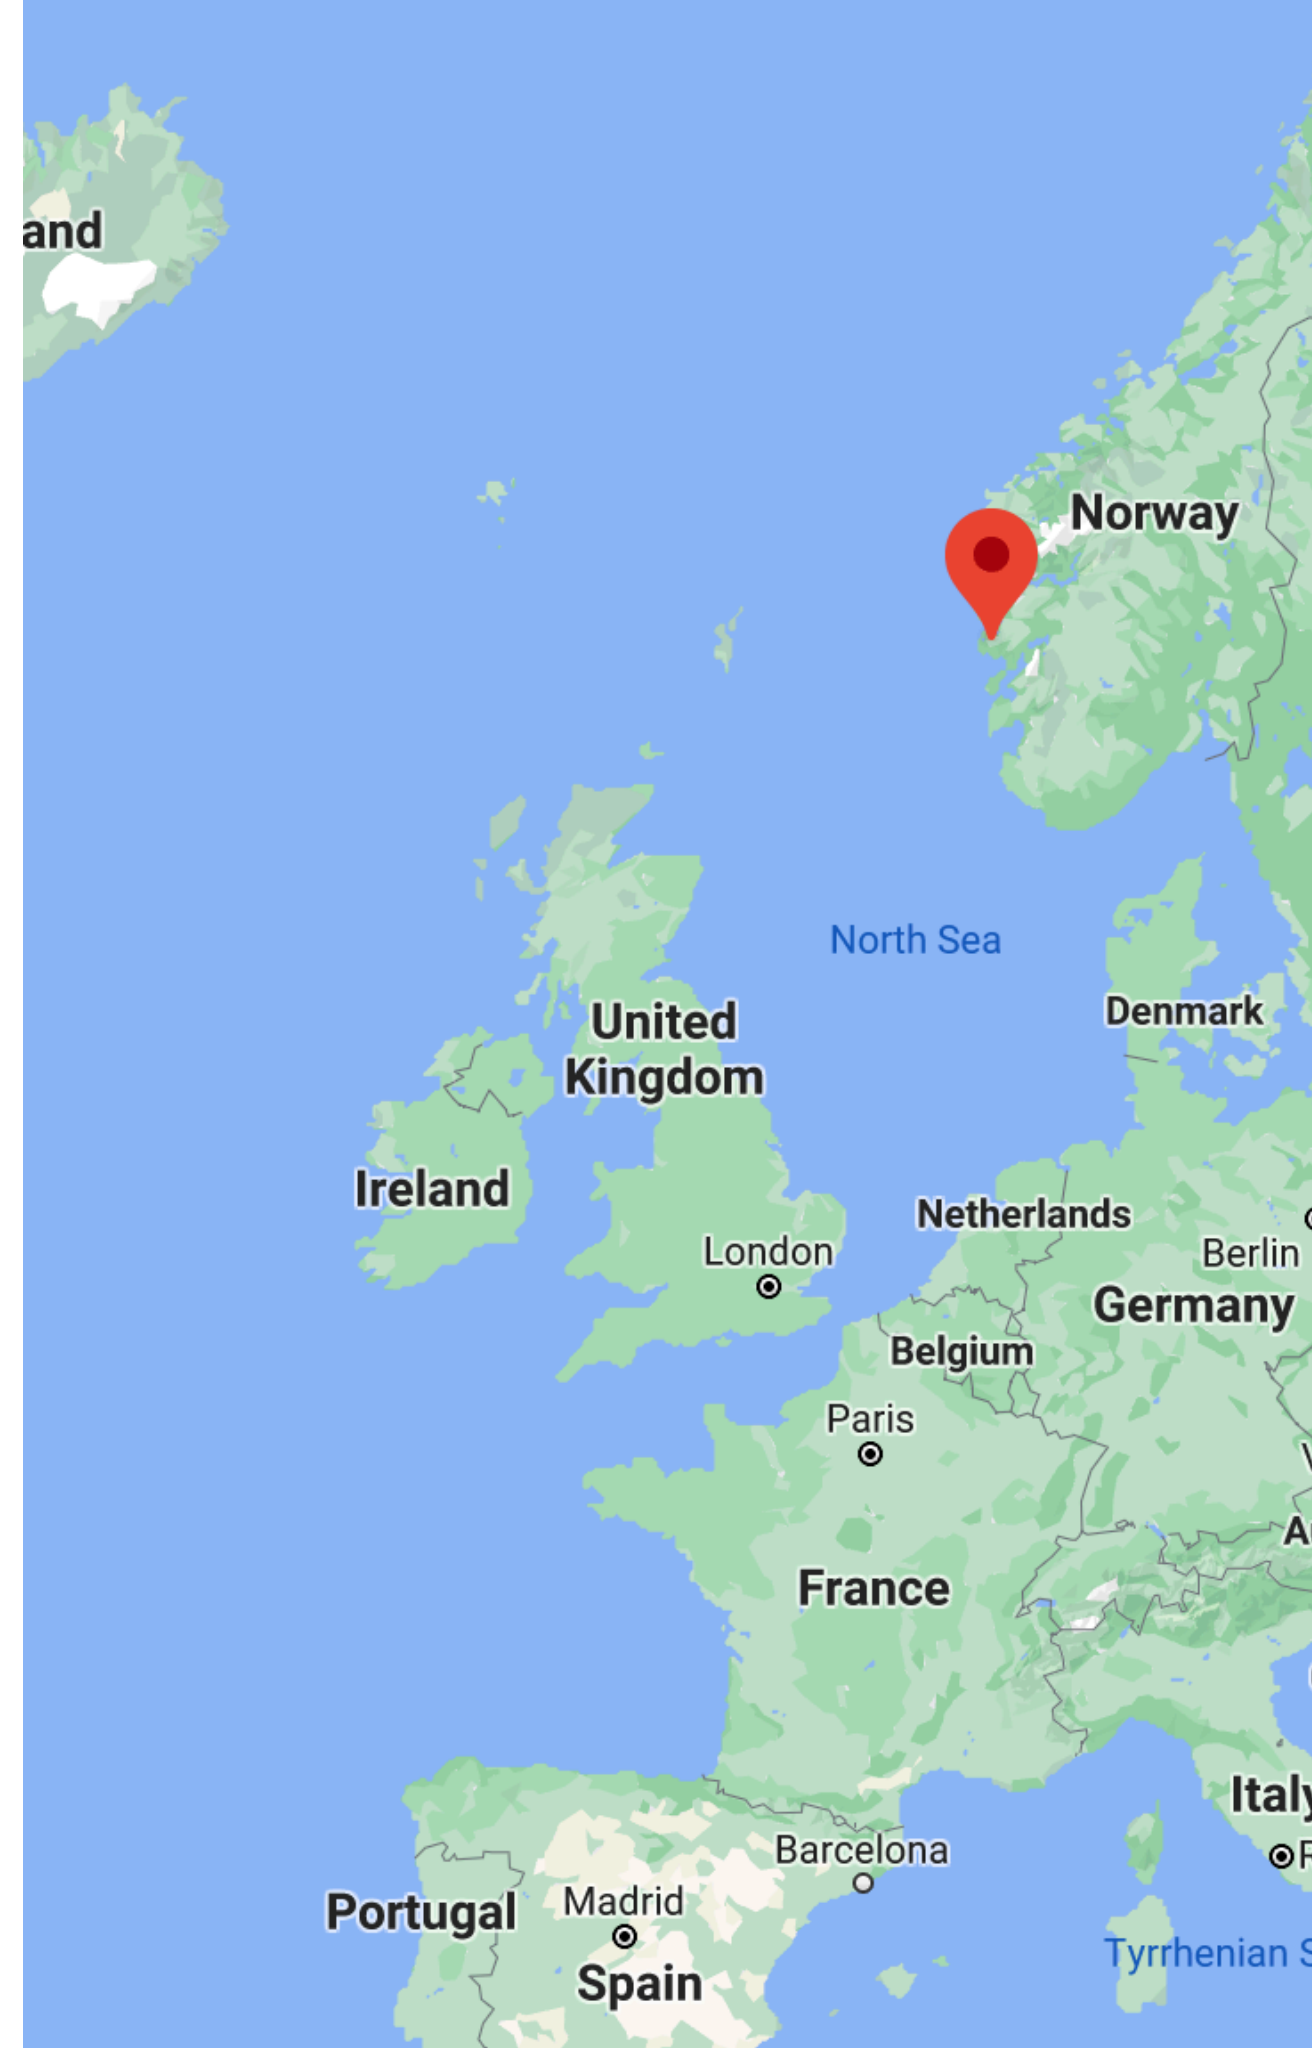 and
Norway
North Sea
United
Kingdom
Denmark
Ireland
Netherlands
London
Berlin
Germany
Belgium
Paris
France
Italy
Barcelona
Portugal
Madrid
Tyrrhenian S
Spain